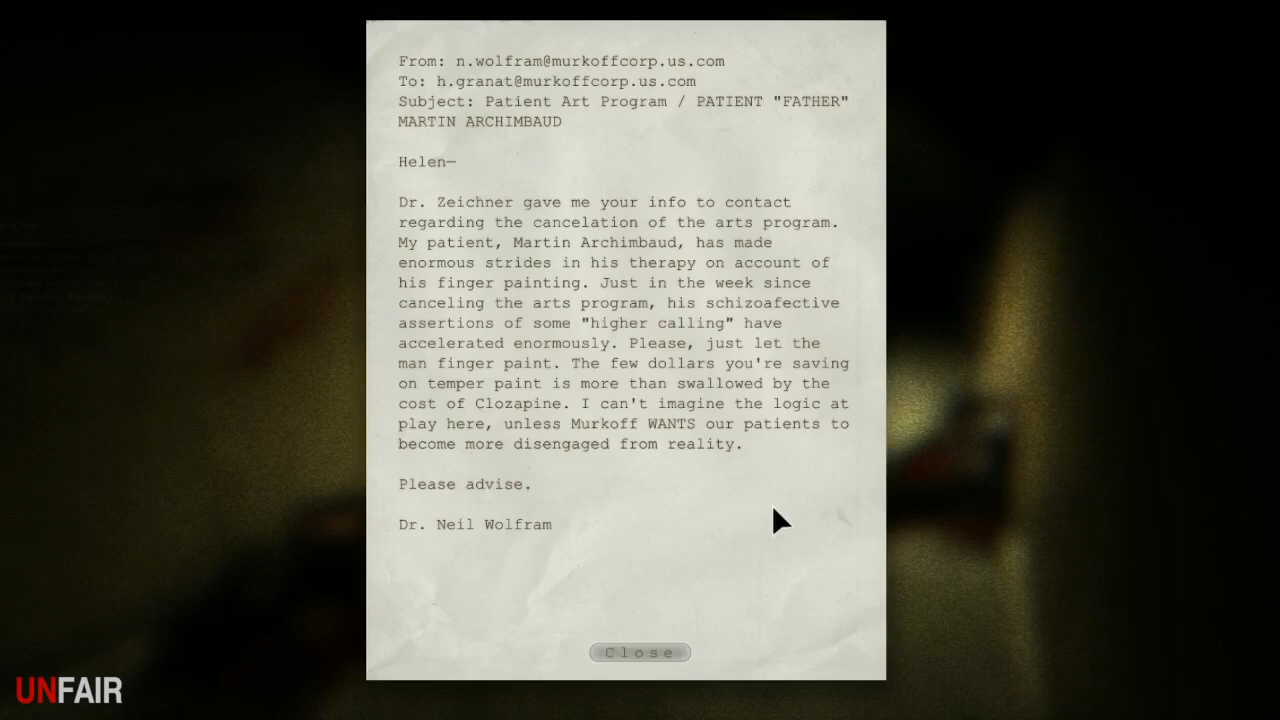 From: n.wolfram@murkoffcorp.us.com
To: h.granat@murkoffcorp.us.com
Subject: Patient Art Program / PATIENT "FATHER"
MARTIN ARCHIMBAUD
Helen—
Dr. Zeichner gave me your info to contact
regarding the cancelation of the arts program.
My patient, Martin Archimbaud, has made
enormous strides in his therapy on account of
his finger painting. Just in the week since
canceling the arts program, his schizoafective
assertions of some "higher calling" have
accelerated enormously. Please, just let the
man finger paint. The few dollars you're saving
on temper paint is more than swallowed by the
cost of Clozapine. I can't imagine the logic at
play here, unless Murkoff WANTS our patients to
become more disengaged from reality.
Please advise.
Dr. Neil Wolfram
Close
UNFAIR